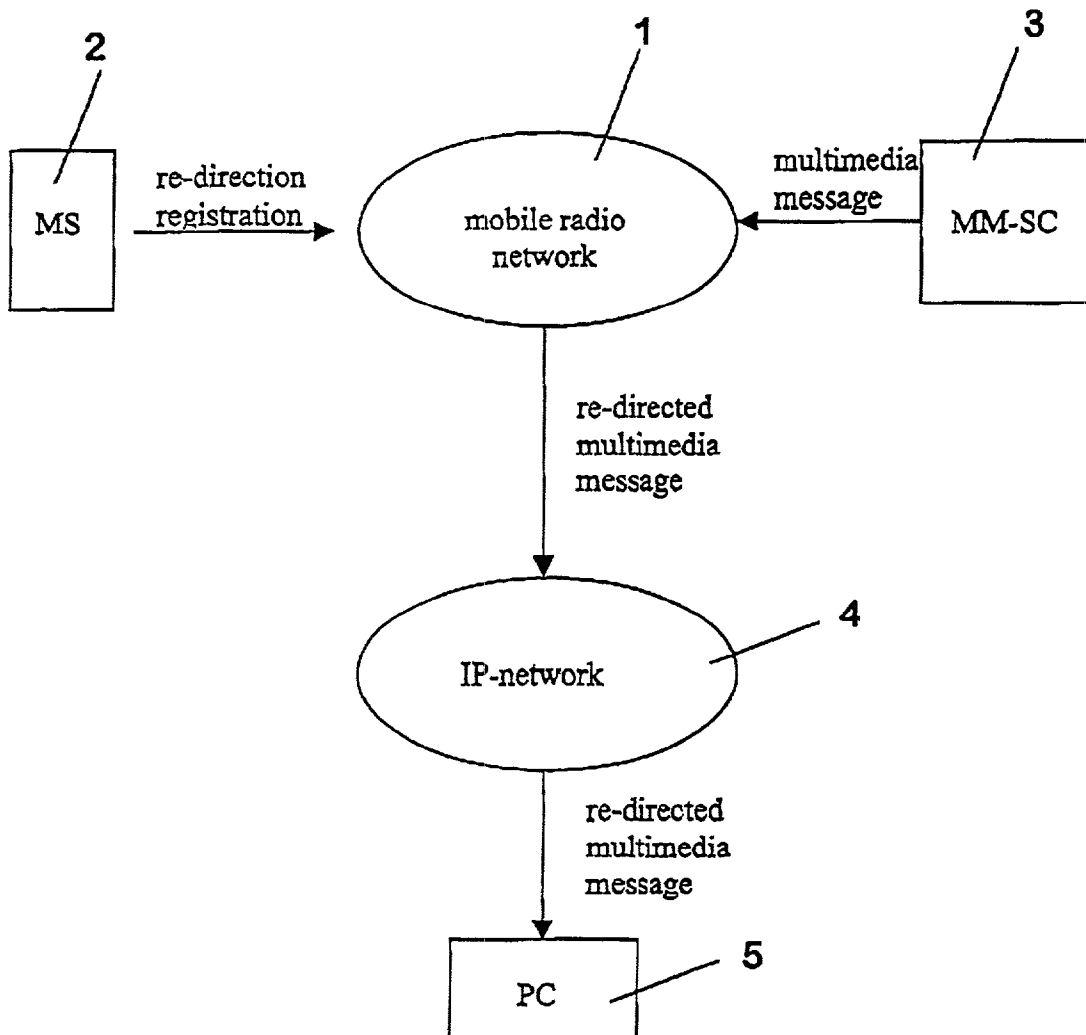 2
1
3
MS
re-direction
registration
mobile radio
network
multimedia
message
MM-SC
re-directed
multimedia
message
4
IP-network
re-directed
multimedia
message
5
PC